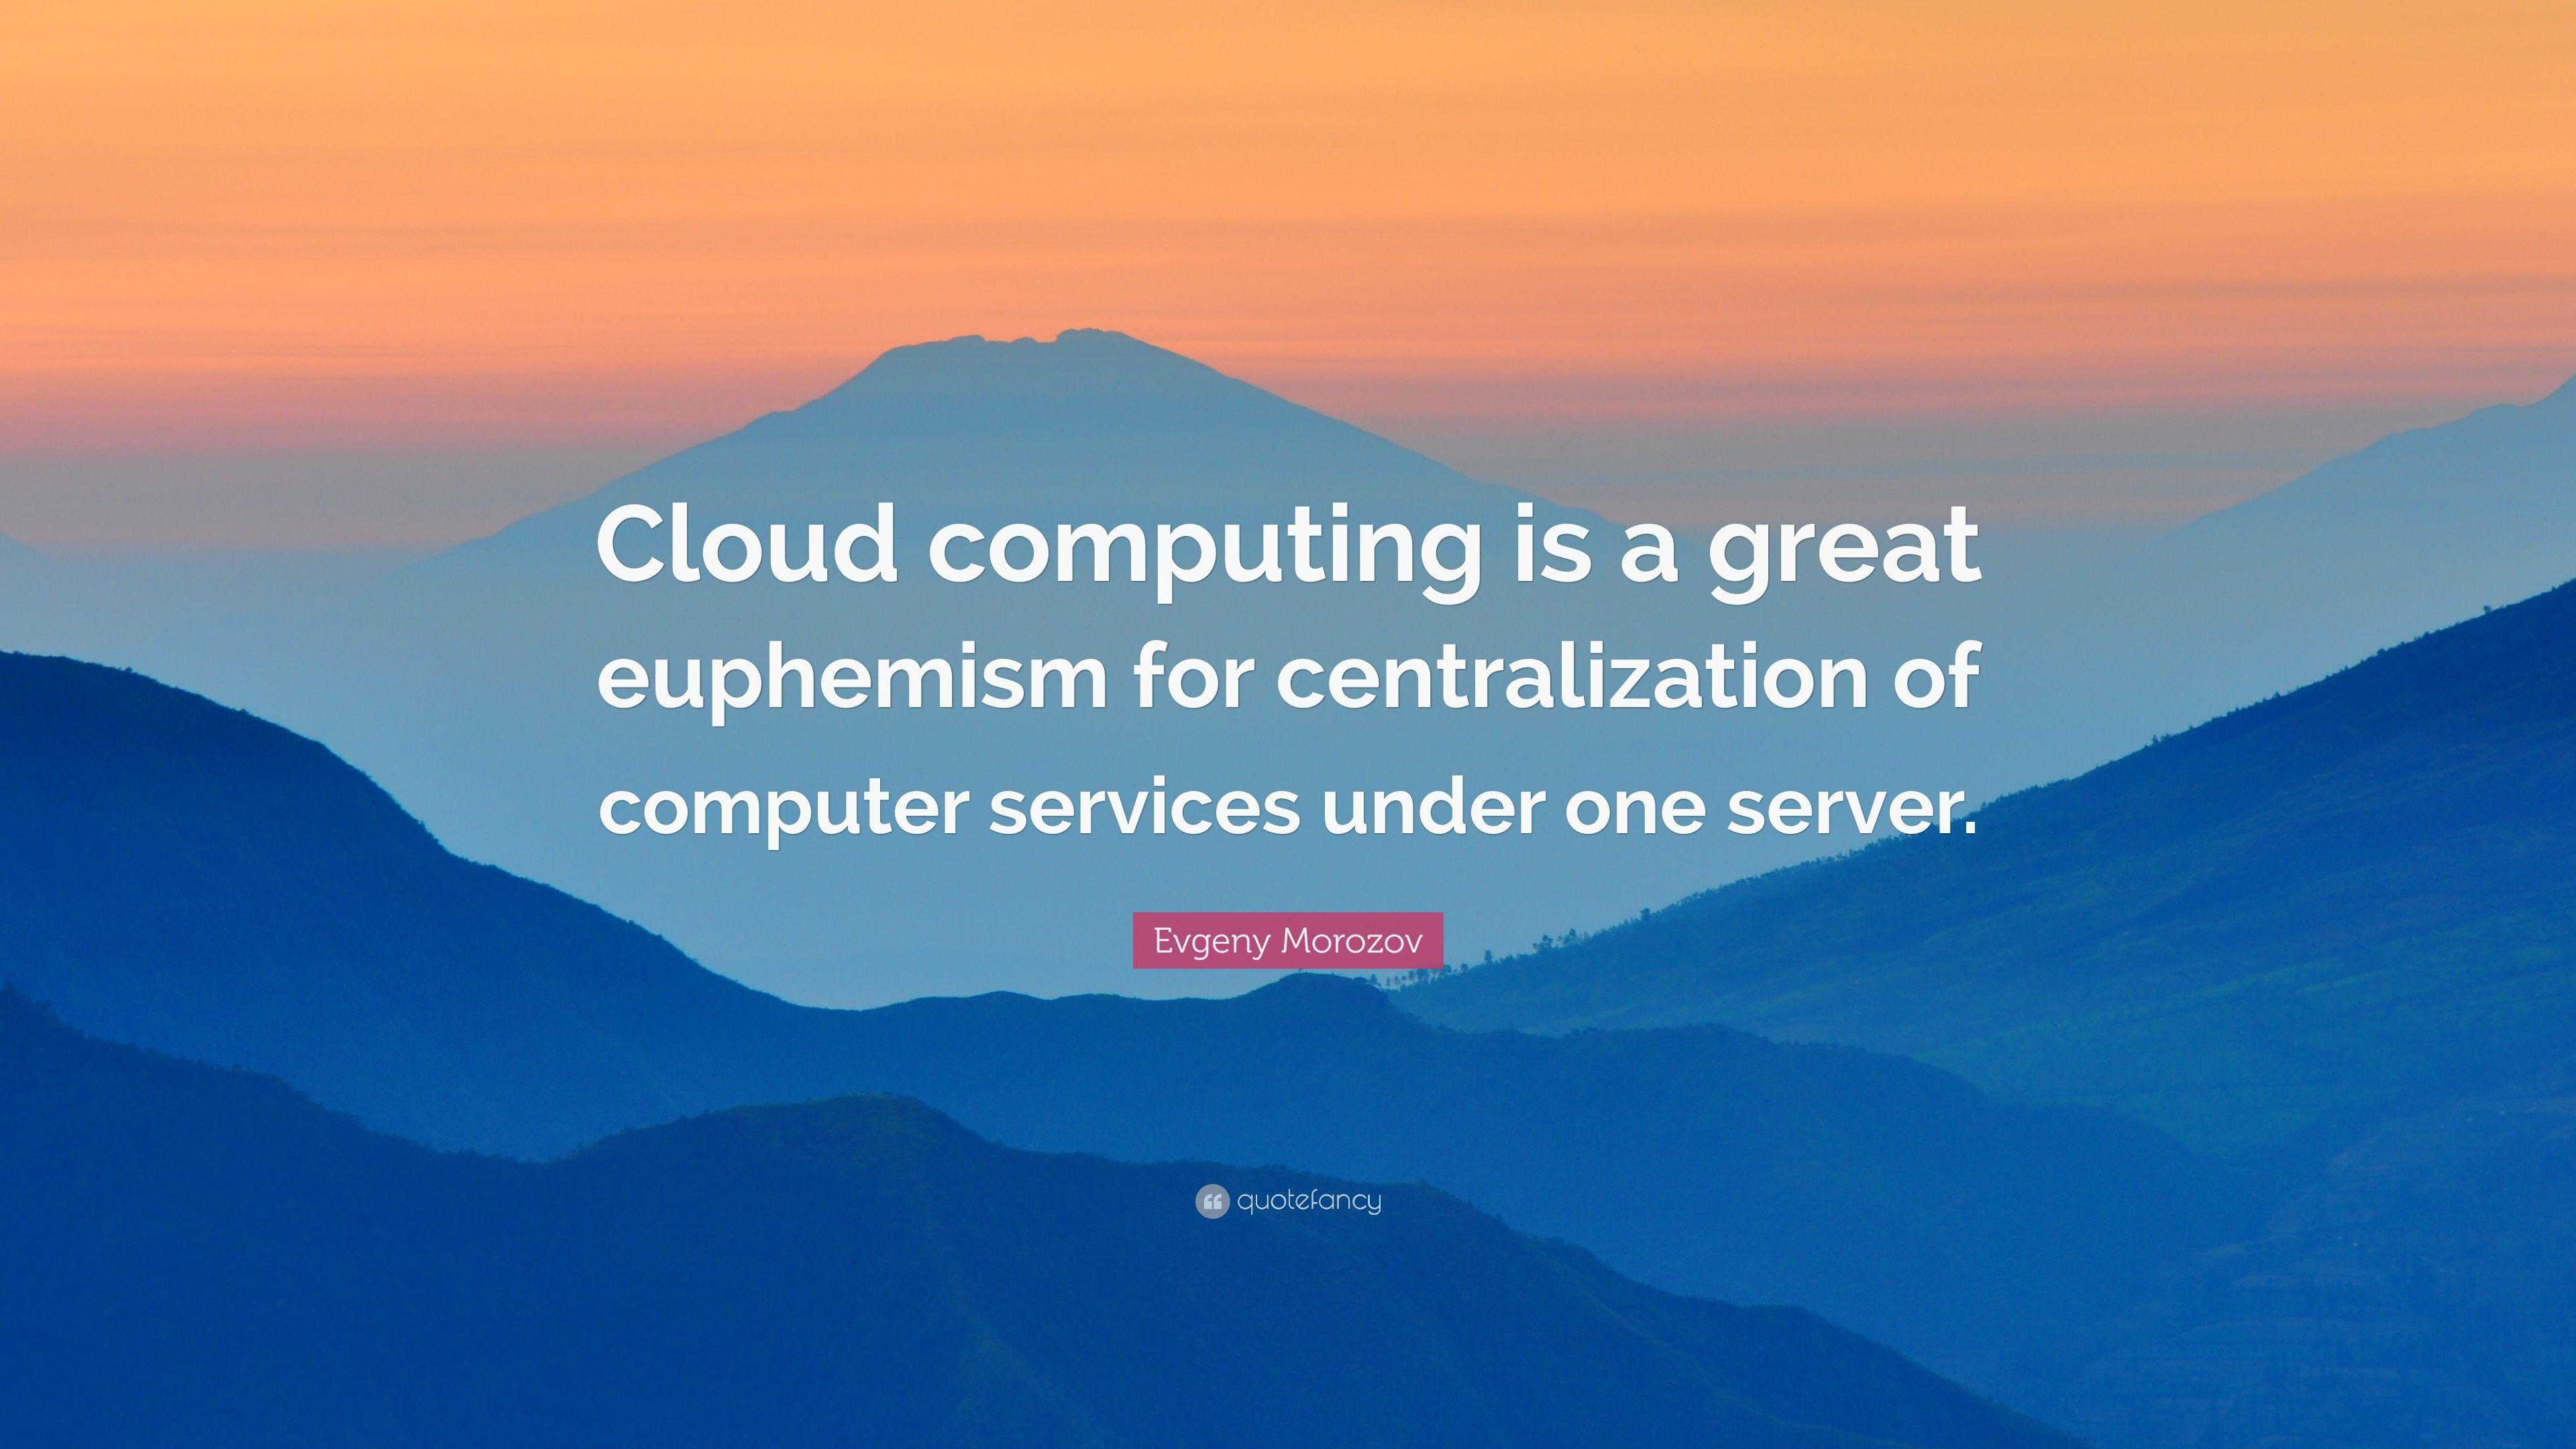 Cloud computing is a great
euphemism for centralization of
computer services under one server.
Evgeny Morozov
quotefancy